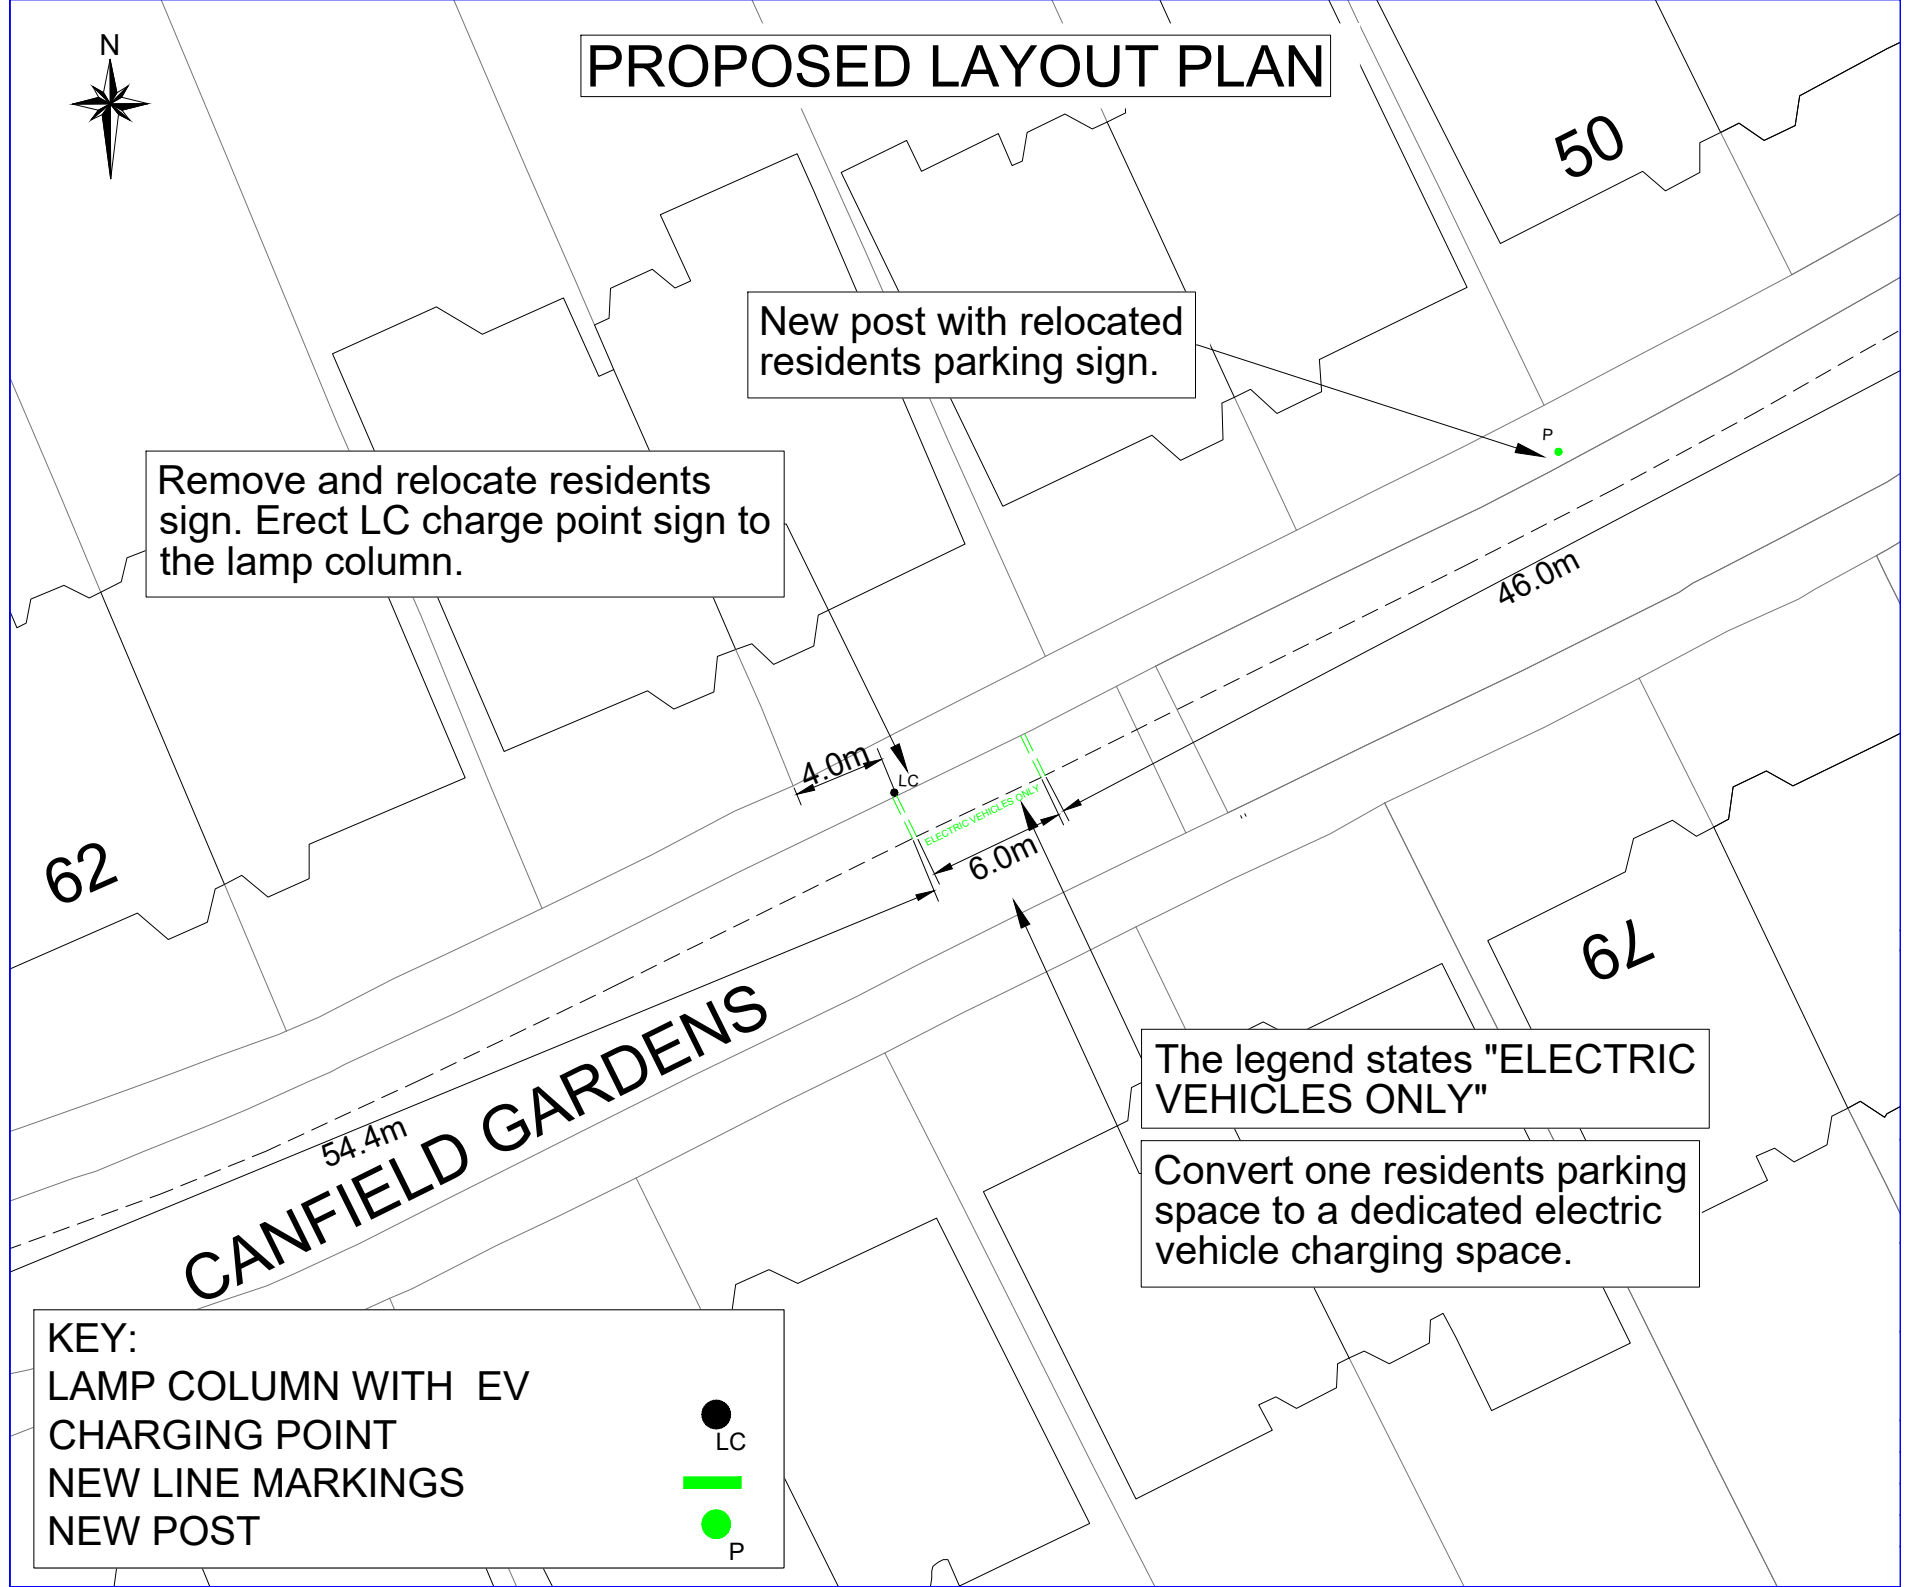 N
PROPOSED LAYOUT PLAN
50
New post with relocated
residents parking sign.
P
Remove and relocate residents
sign. Erect LC charge point sign to
the lamp column.
46.0m
4.0m
LC
ELECTRIC VEHICLES ONLY
6.0m
62
67
CANFIELD GARDENS
54.4m
The legend states "ELECTRIC
VEHICLES ONLY"
Convert one residents parking
space to a dedicated electric
vehicle charging space.
KEY:
LAMP COLUMN WITH EV
CHARGING POINT
LC
NEW LINE MARKINGS
NEW POST
P